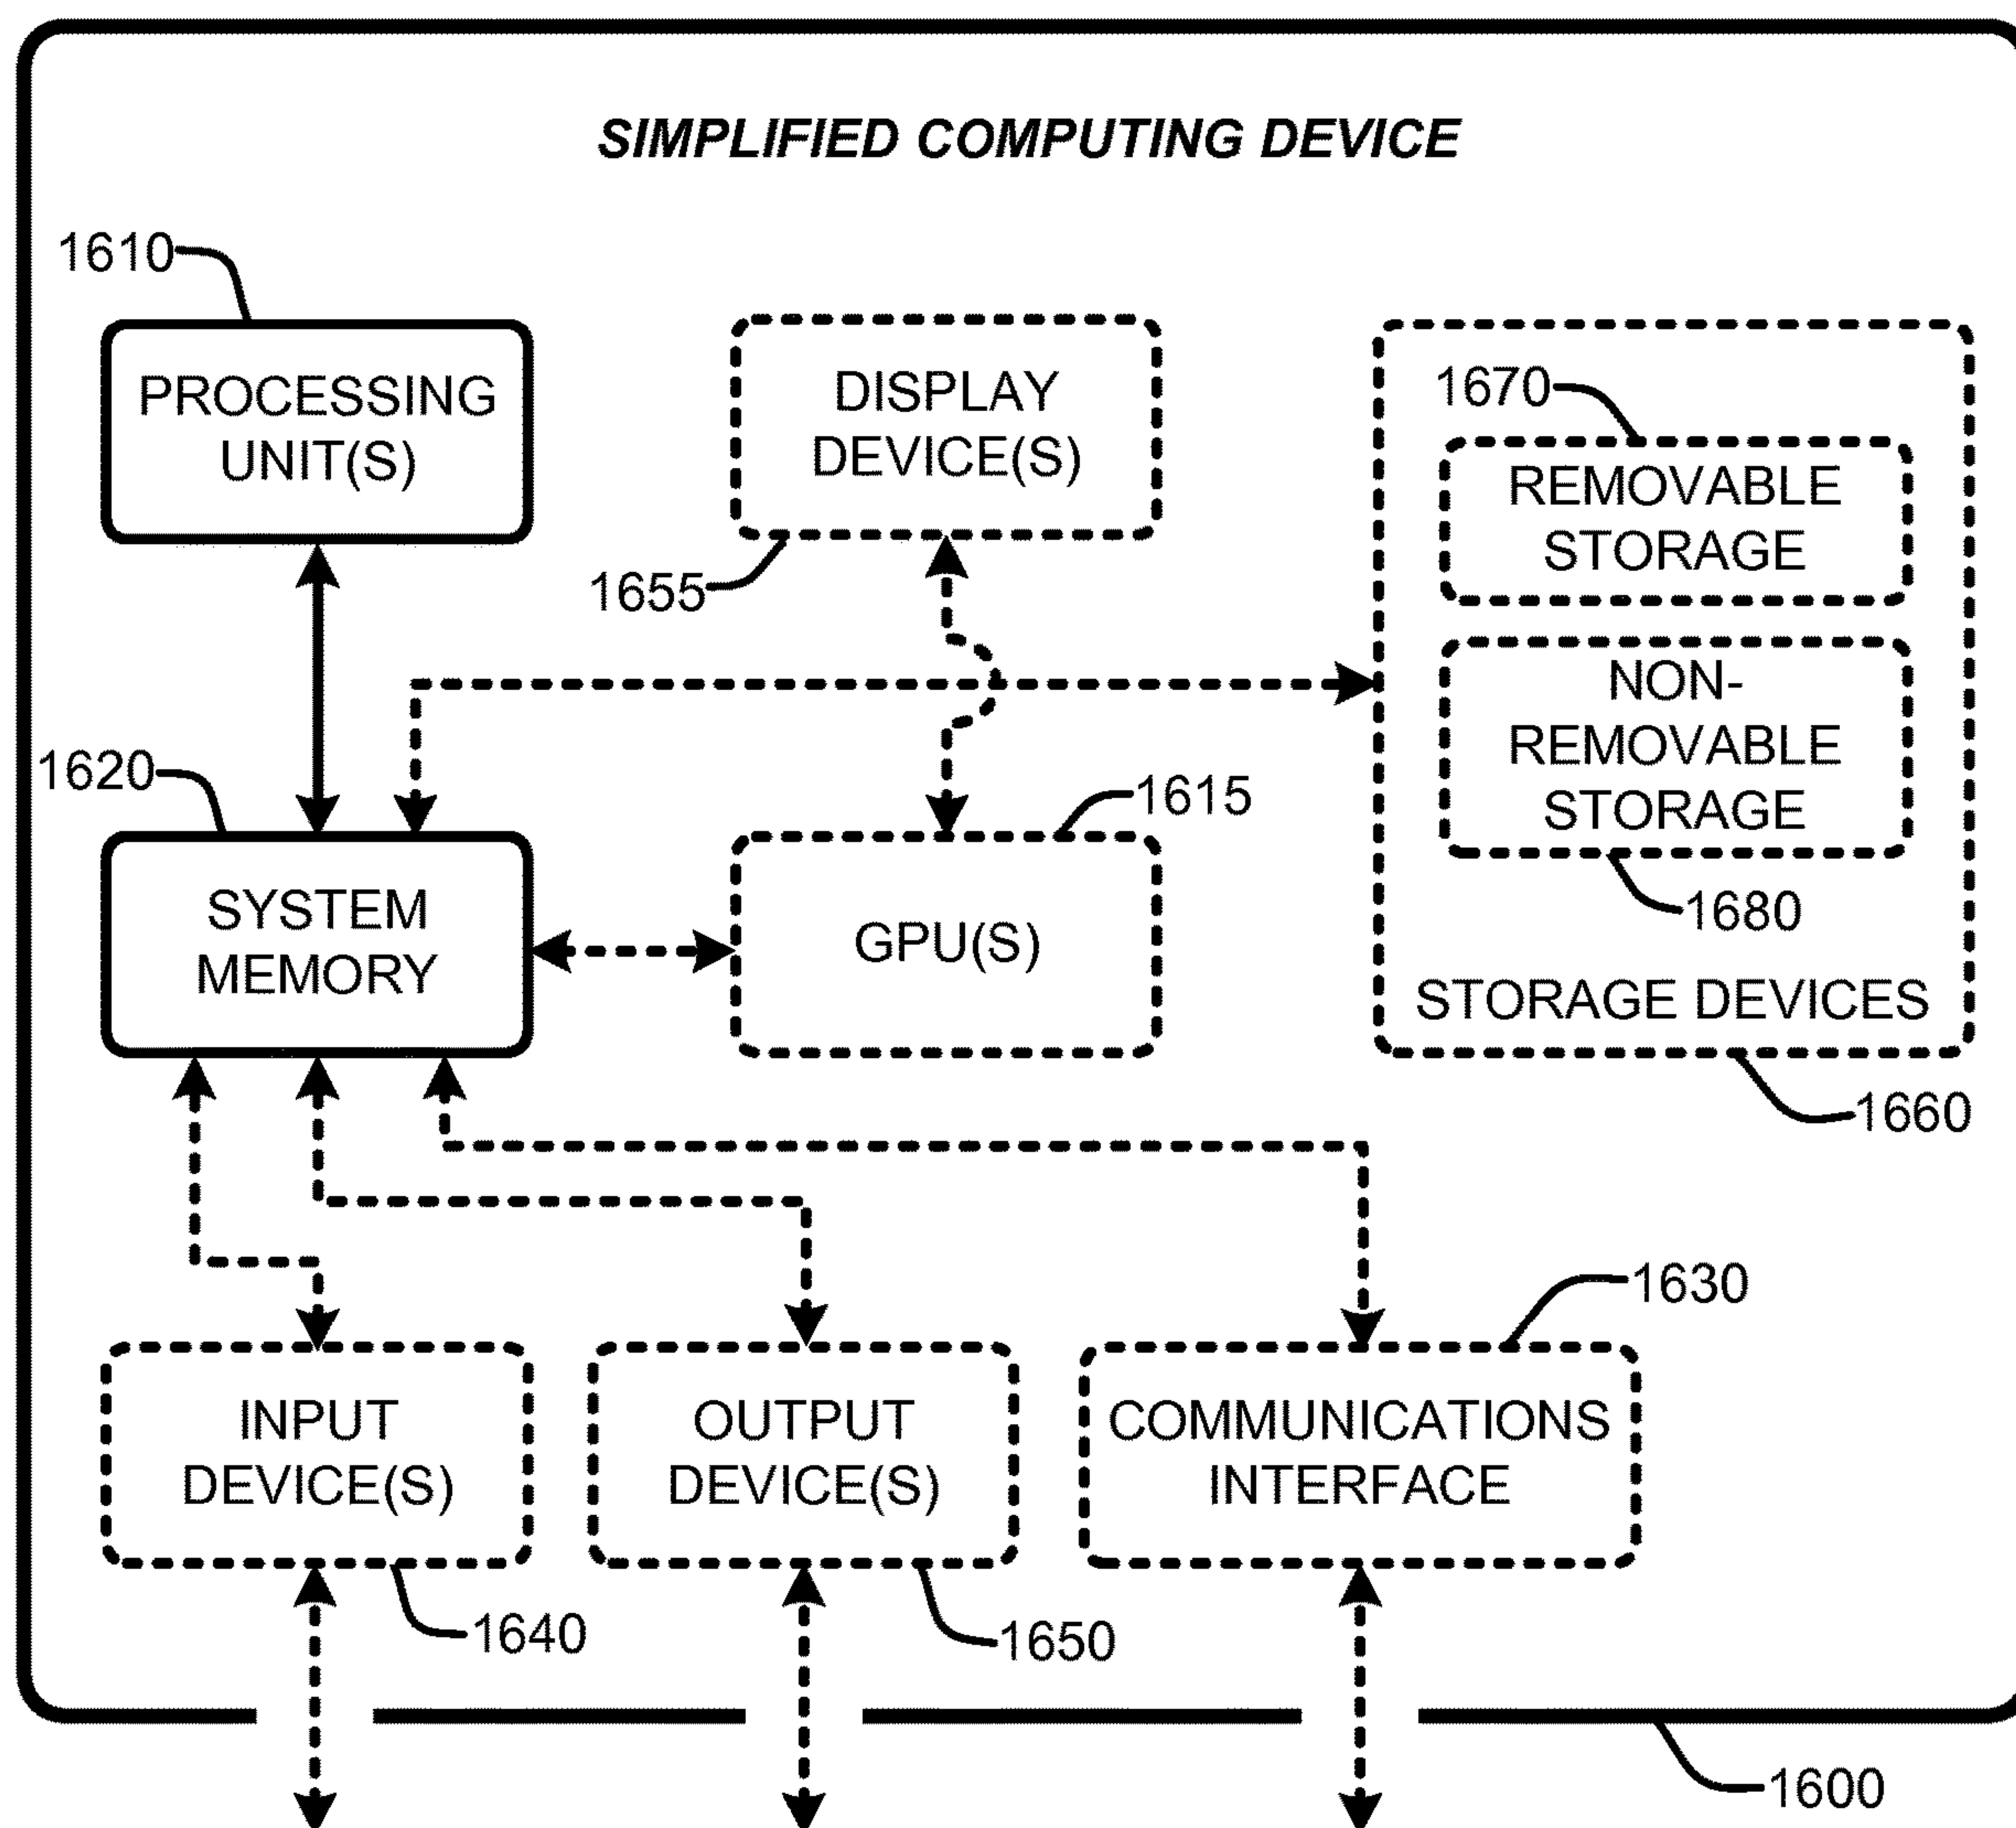 SIMPLIFIED COMPUTING DEVICE
1610
PROCESSING
UNIT(S)
DISPLAY
DEVICE(S)
1655
1670
REMOVABLE
STORAGE
NON-
REMOVABLE
STORAGE
1680
STORAGE DEVICES
1660
1620
SYSTEM
MEMORY
1615
GPU(S)
1630
INPUT
DEVICE(S)
1640
OUTPUT
DEVICE(S)
1650
COMMUNICATIONS
INTERFACE
1600